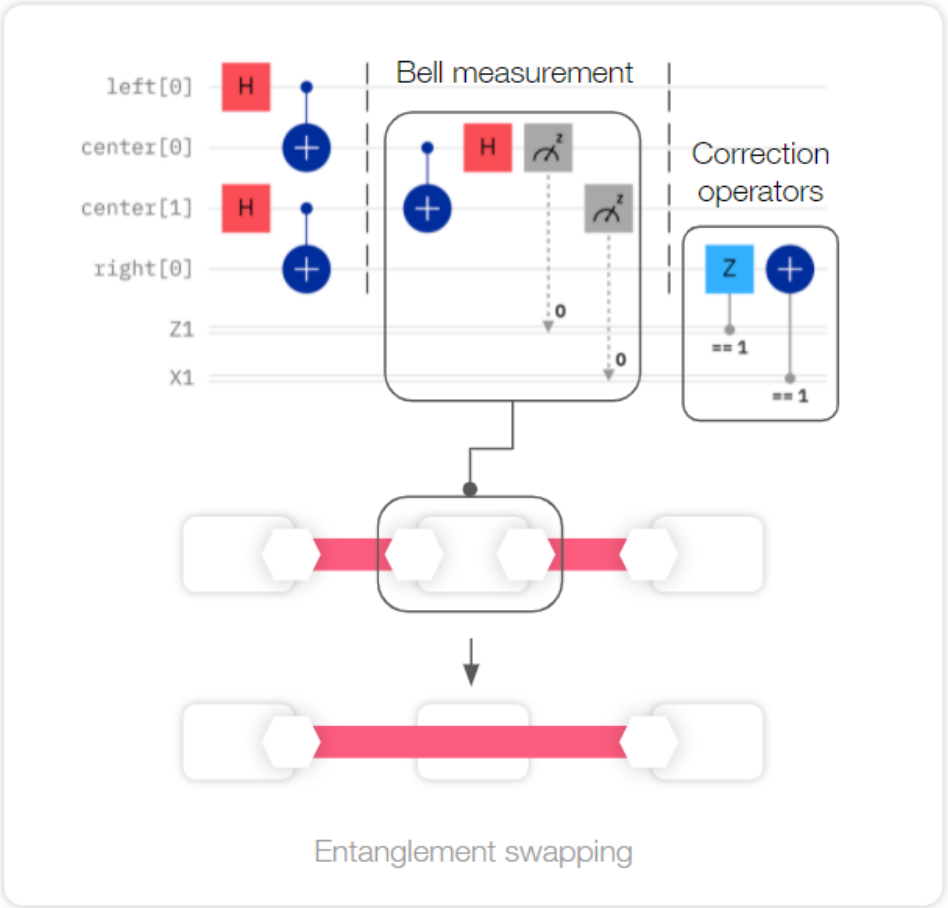 Bell measurement
left[0] H
center[0] H z
center[1] H z
Correction
operators
right[0] Z
Z1 0
== 1
X1 0
== 1
Entanglement swapping